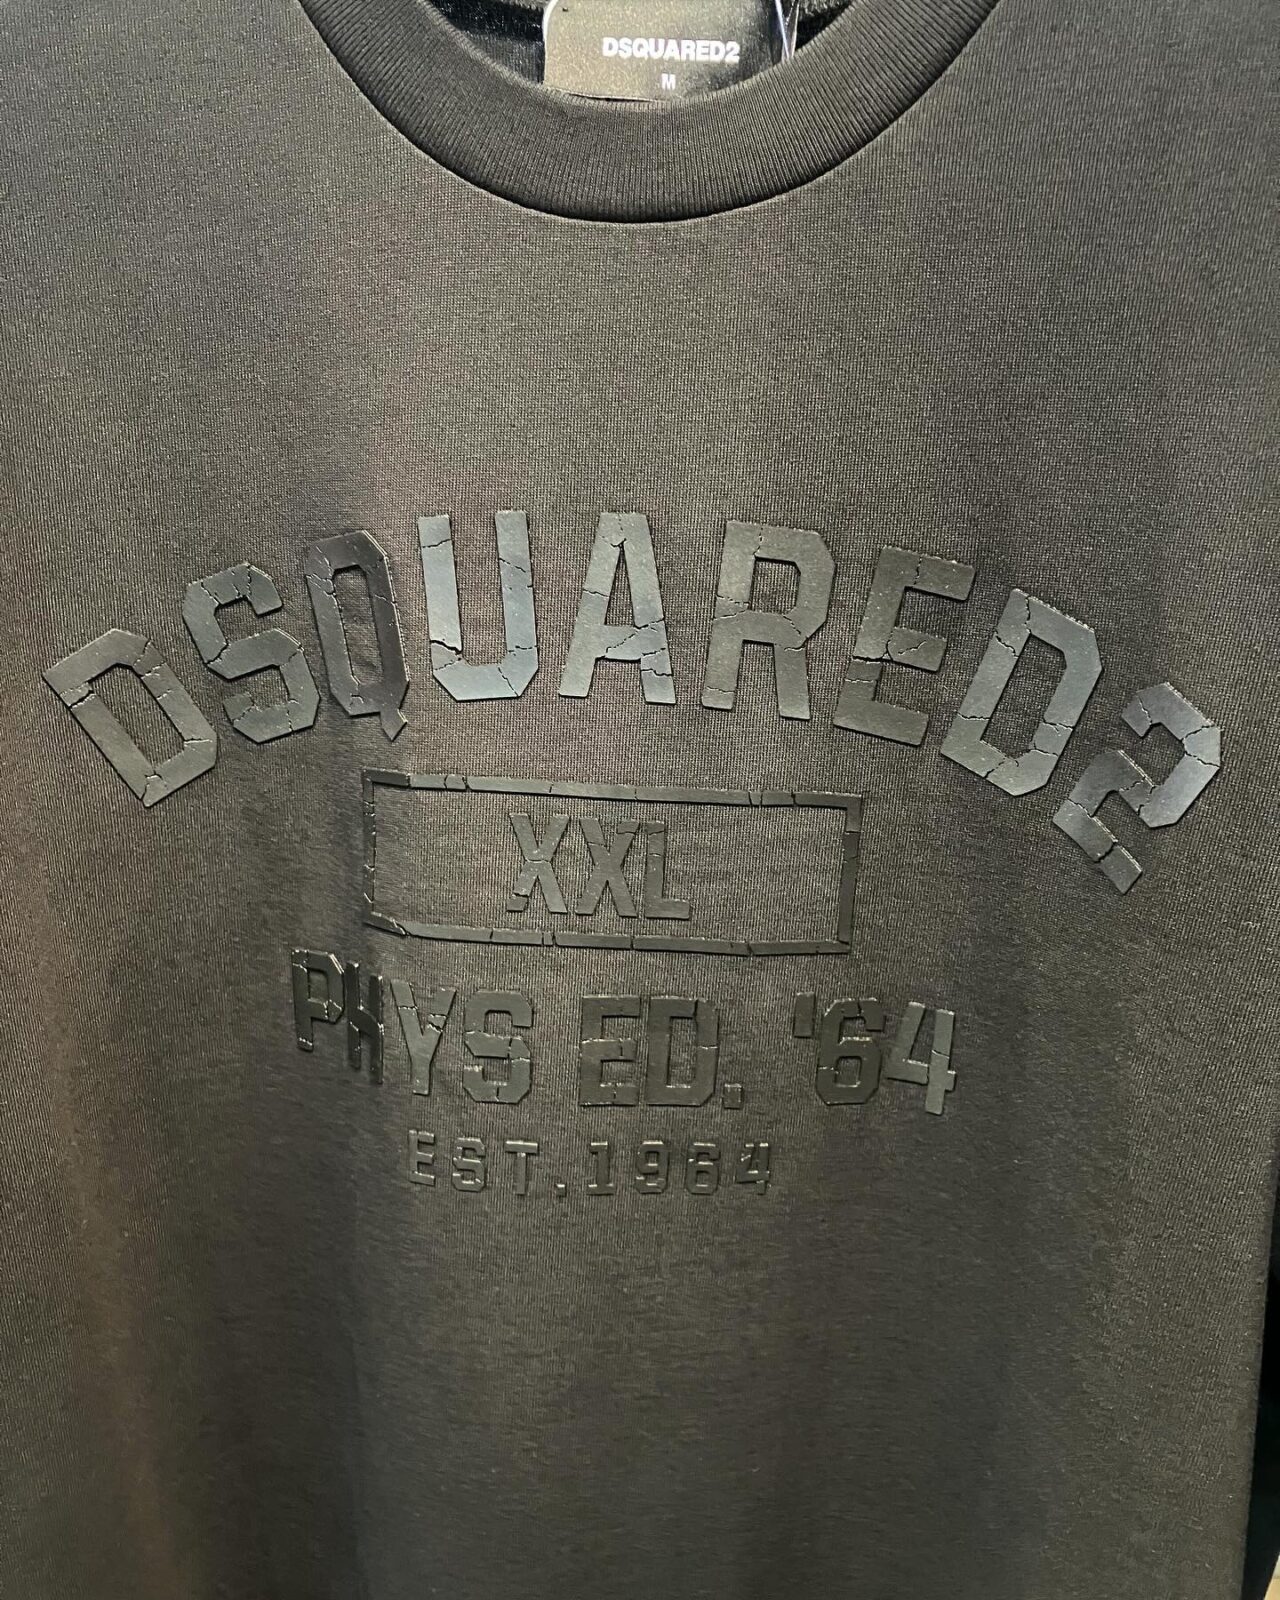 DSQUARED2
M
DSQUARED2
XXL
PHYS ED. '64
EST.1964